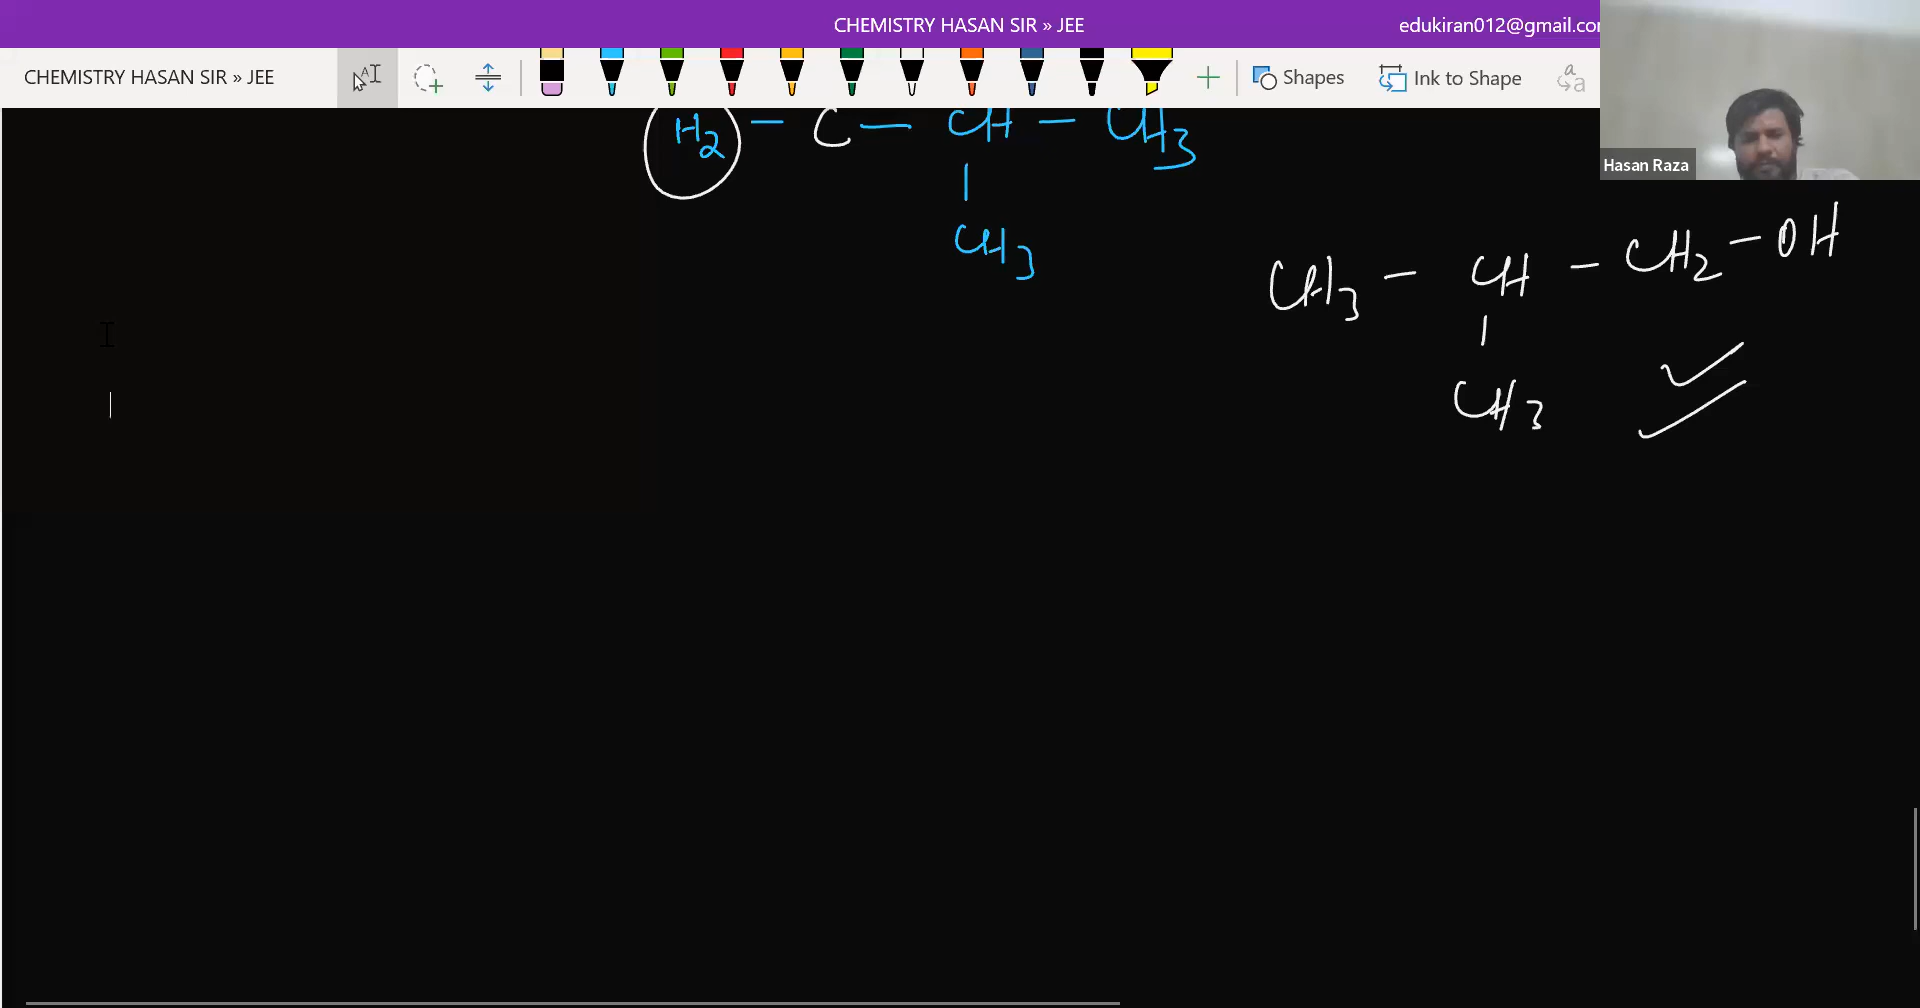 CHEMISTRY HASAN SIR » JEE
edukiran012@gmail.co
CHEMISTRY HASAN SIR » JEE
Shapes
Ink to Shape
Hasan Raza
H2 — C — CH — CH3
|
CH3
CH3 — CH — CH2 — OH
|
CH3